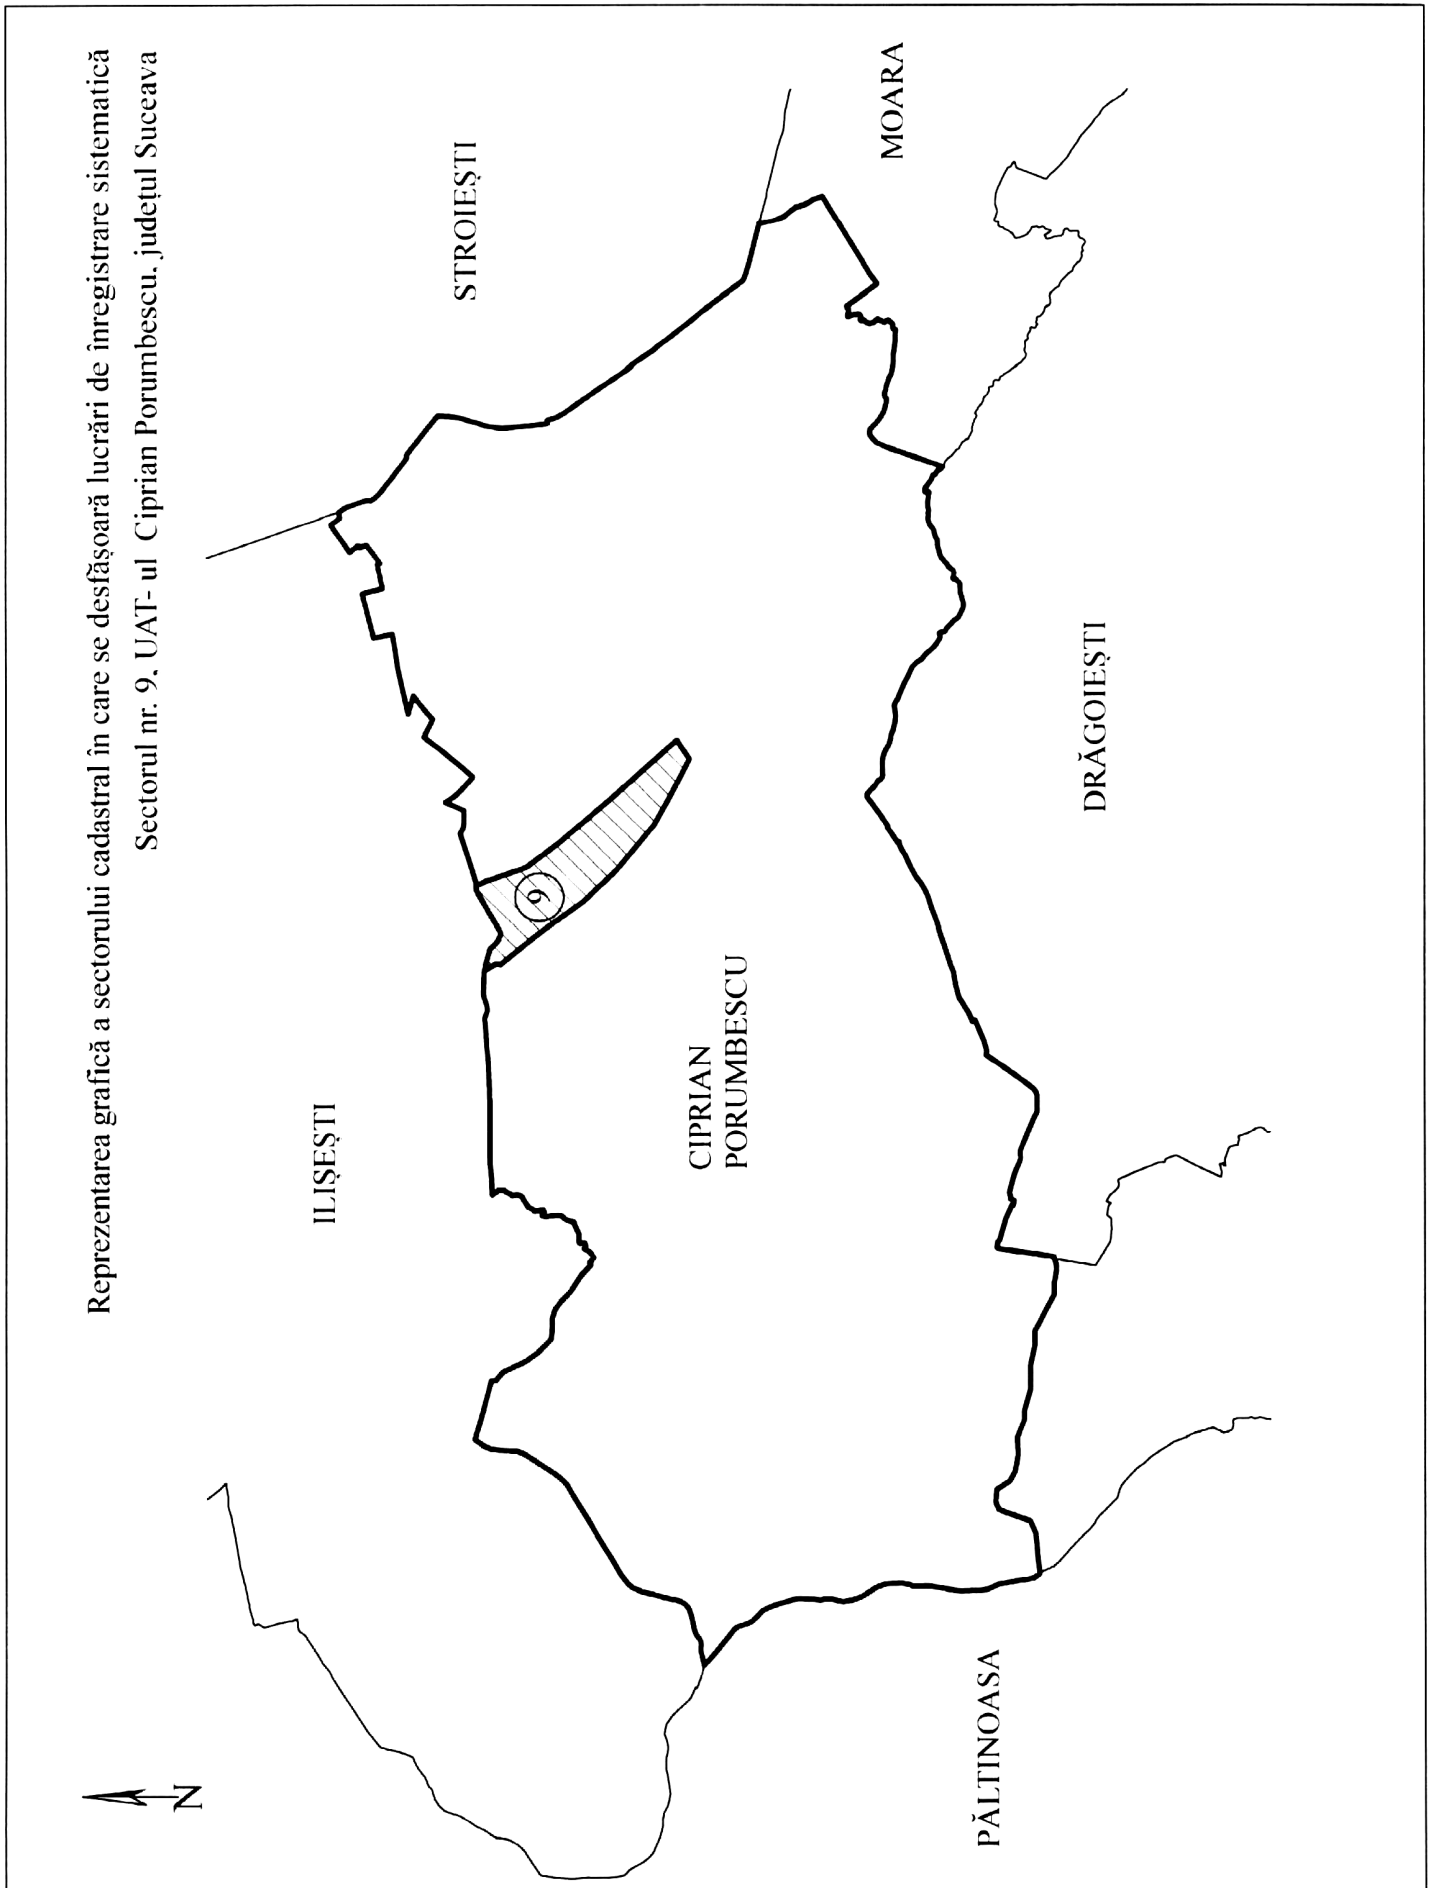 Reprezentarea grafică a sectorului cadastral în care se desfășoară lucrări de înregistrare sistematică
Sectorul nr. 9, UAT- ul Ciprian Porumbescu, județul Suceava
N
STROIEȘTI
ILIȘEȘTI
MOARA
9
CIPRIAN
PORUMBESCU
DRĂGOIEȘTI
PĂLTINOASA